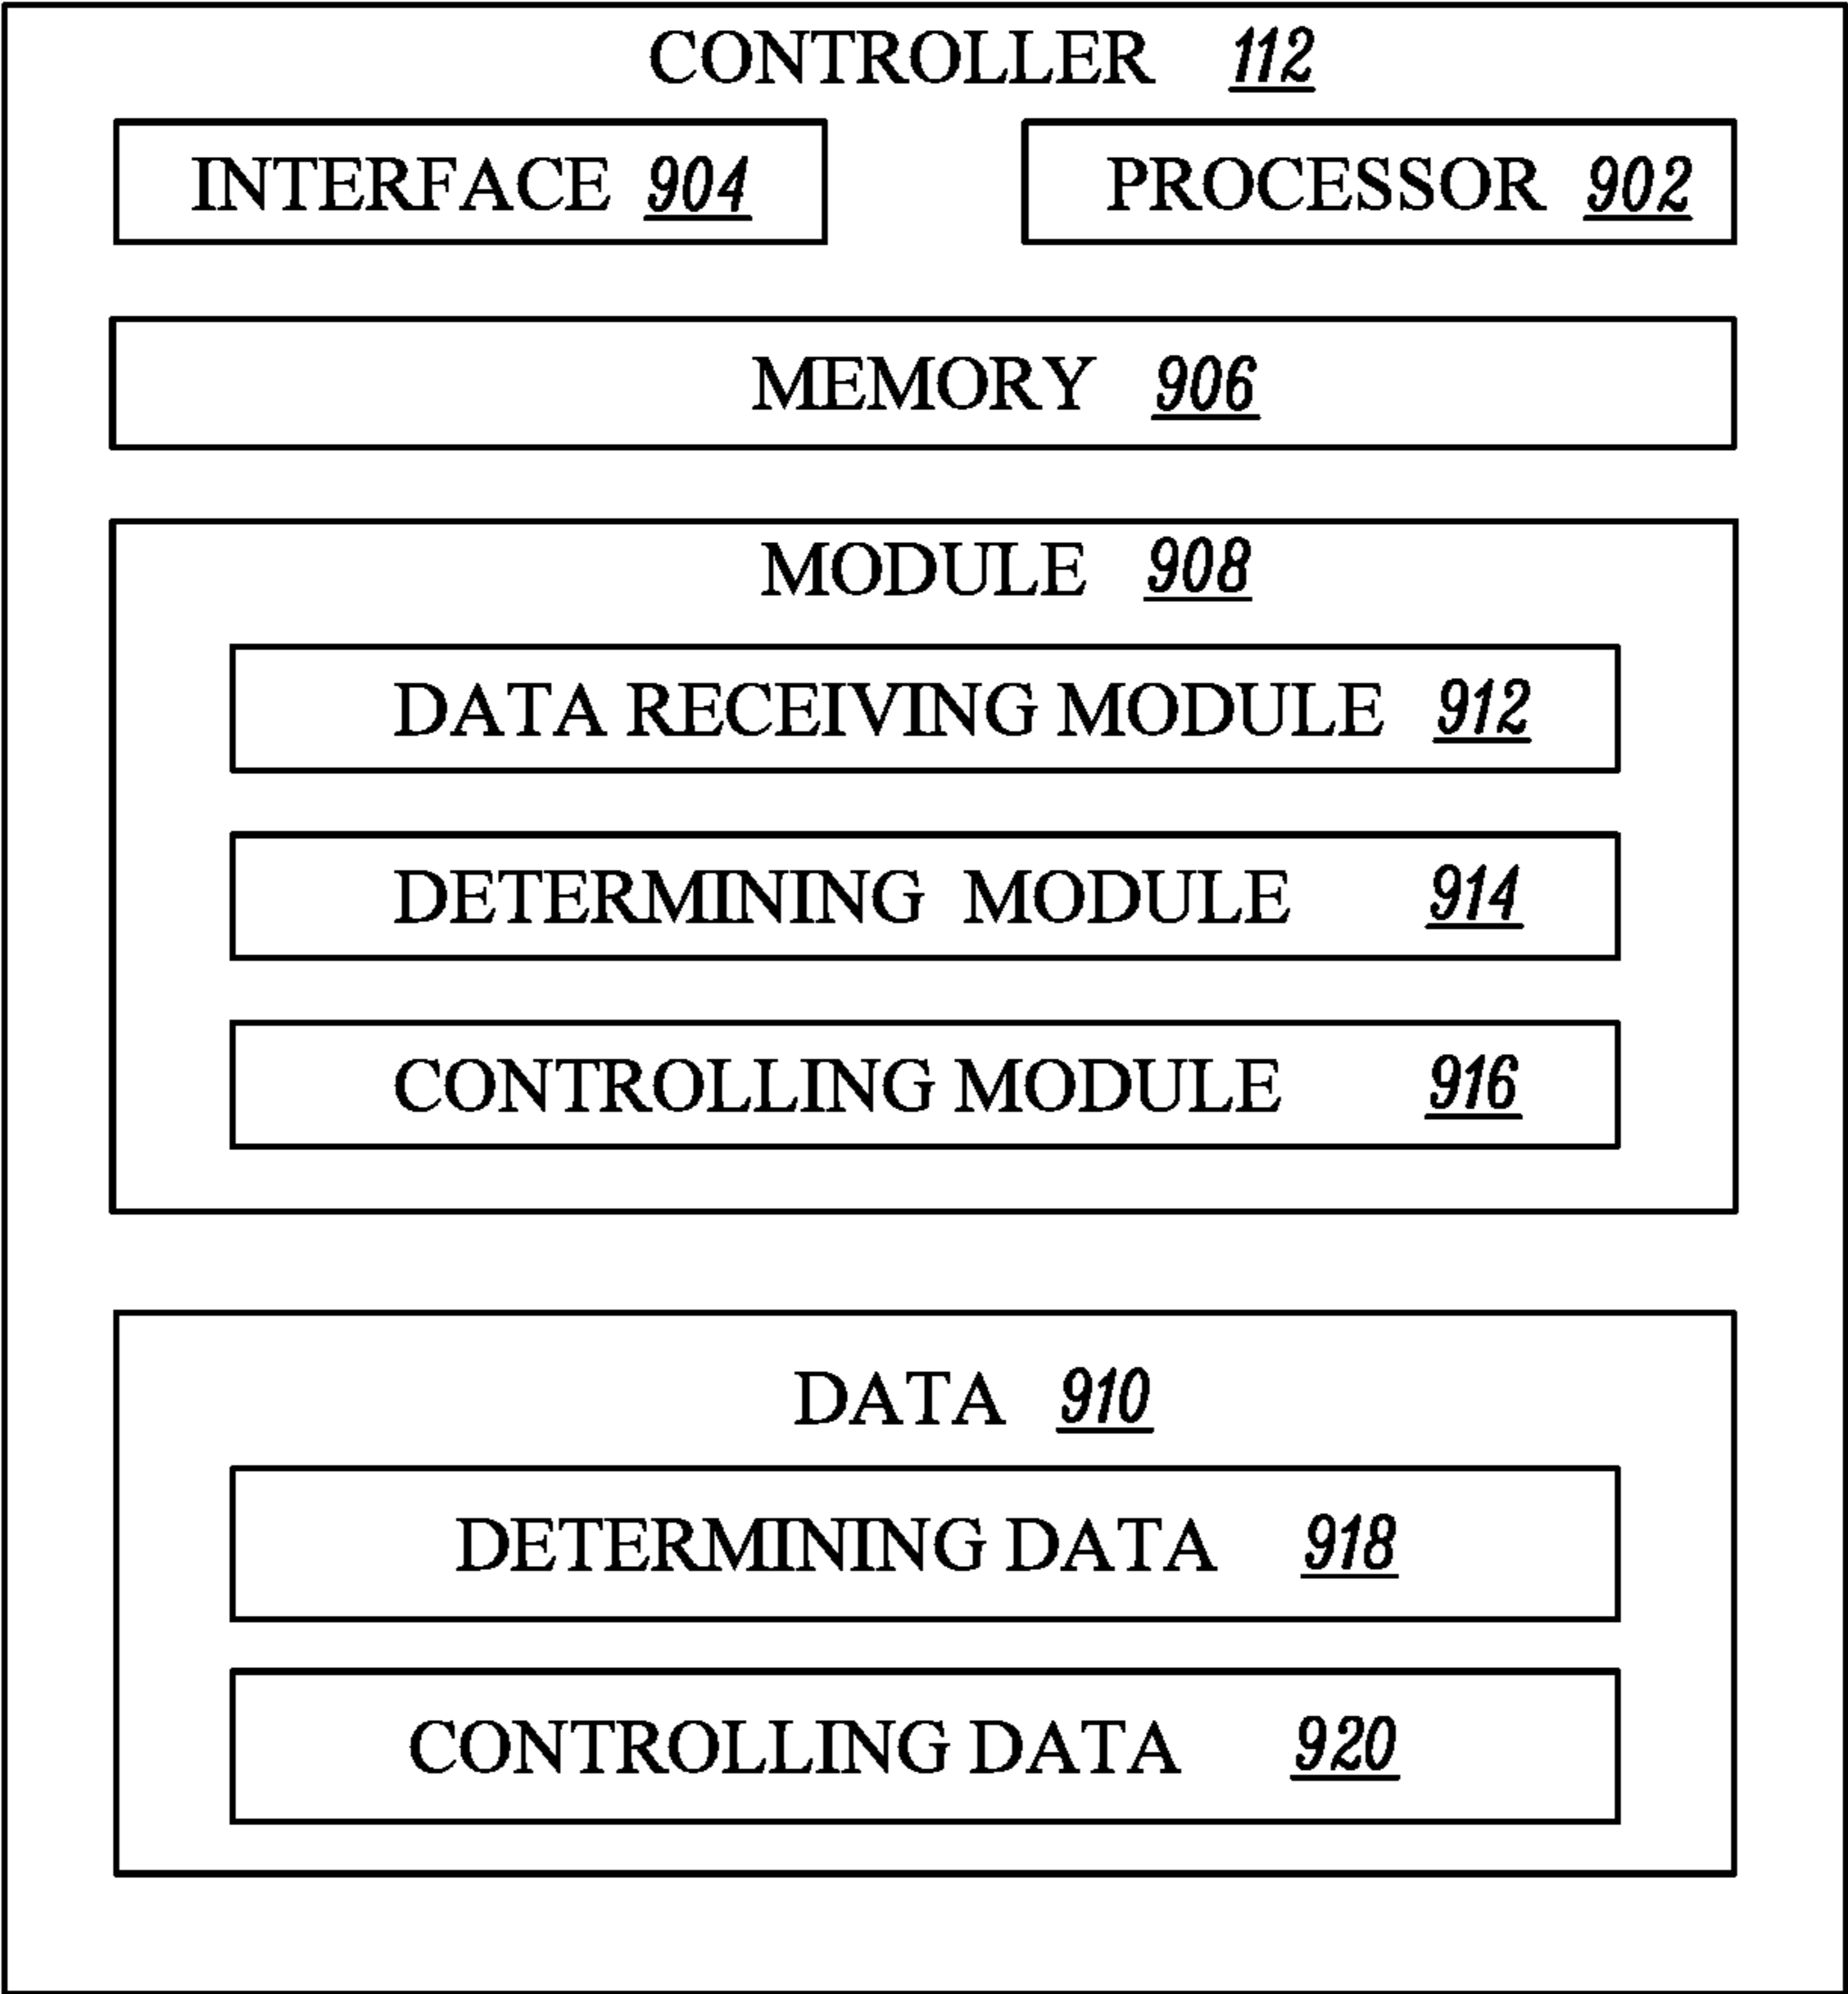 CONTROLLER 112
INTERFACE 904 PROCESSOR 902
MEMORY 906
MODULE 908
DATA RECEIVING MODULE 912
DETERMINING MODULE 914
CONTROLLING MODULE 916
DATA 910
DETERMINING DATA 918
CONTROLLING DATA 920